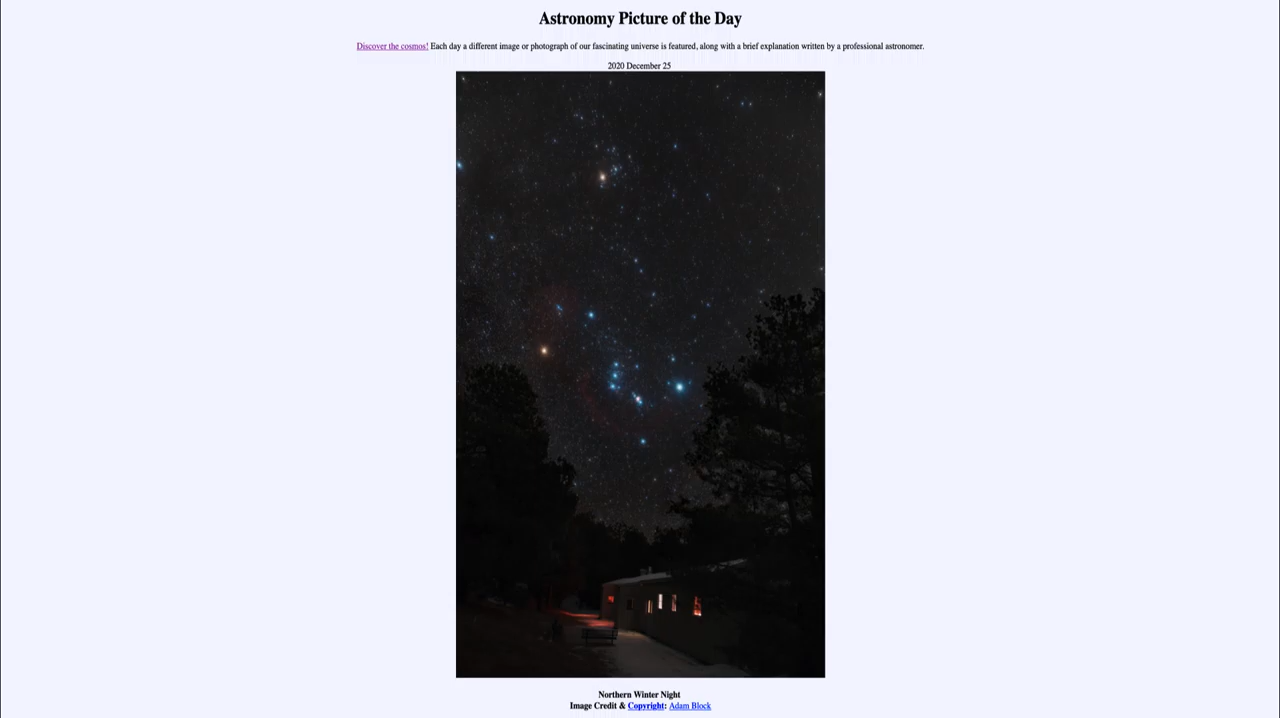 Astronomy Picture of the Day
Discover the cosmos! Each day a different image or photograph of our fascinating universe is featured, along with a brief explanation written by a professional astronomer.
2020 December 25
Northern Winter Night
Image Credit & Copyright: Adam Block